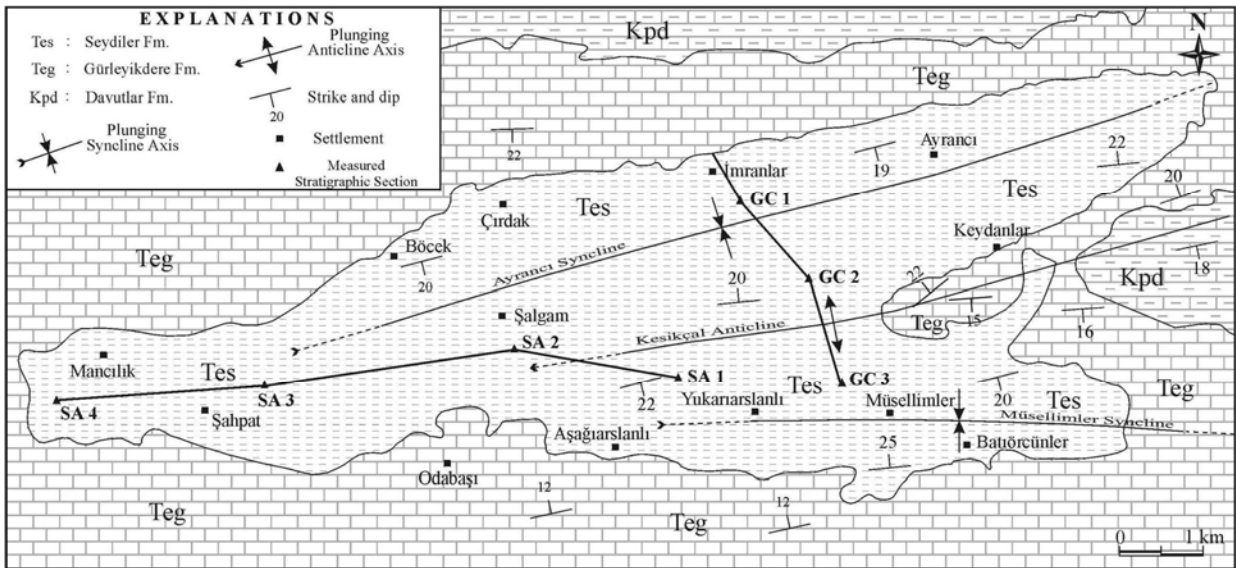 EXPLANATIONS
Tes : Seydiler Fm.
Teg : Gürleyikdere Fm.
Kpd : Davutlar Fm.
Plunging
Syncline Axis
Plunging
Anticline Axis
Strike and dip
20
Settlement
Measured
Stratigraphic Section
Kpd
N
Teg
22
İmranlar
19
Ayrancı
22
Tes
GC 1
Tes
20
Çırdak
Böcek
Teg
20
Ayrancı Syncline
20
GC 2
Keydanlar
22
18
Kpd
Teg
15
16
Şalgam
Kesikçal Anticline
SA 2
Mancılık
Tes
SA 3
SA 4
Şahpat
SA 1
22
Tes
GC 3
Yukarıarslanlı
Müsellimler
20
Tes
Teg
Müsellimler Syncline
Aşağıarslanlı
25
Batıörcünler
Odabaşı
Teg
12
Teg
12
0 1 km